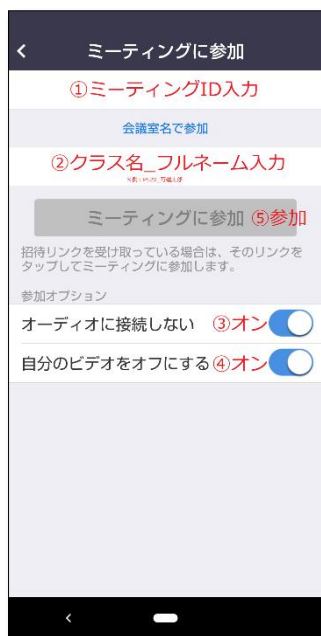 ミーティングに参加
①ミーティングID入力
会議室名で参加
②クラス名_フルネーム入力
ミーティングに参加 ⑤参加
招待リンクを受け取っている場合は、そのリンクを
タップしてミーティングに参加します。
参加オプション
オーディオに接続しない ③オン
自分のビデオをオフにする ④オン